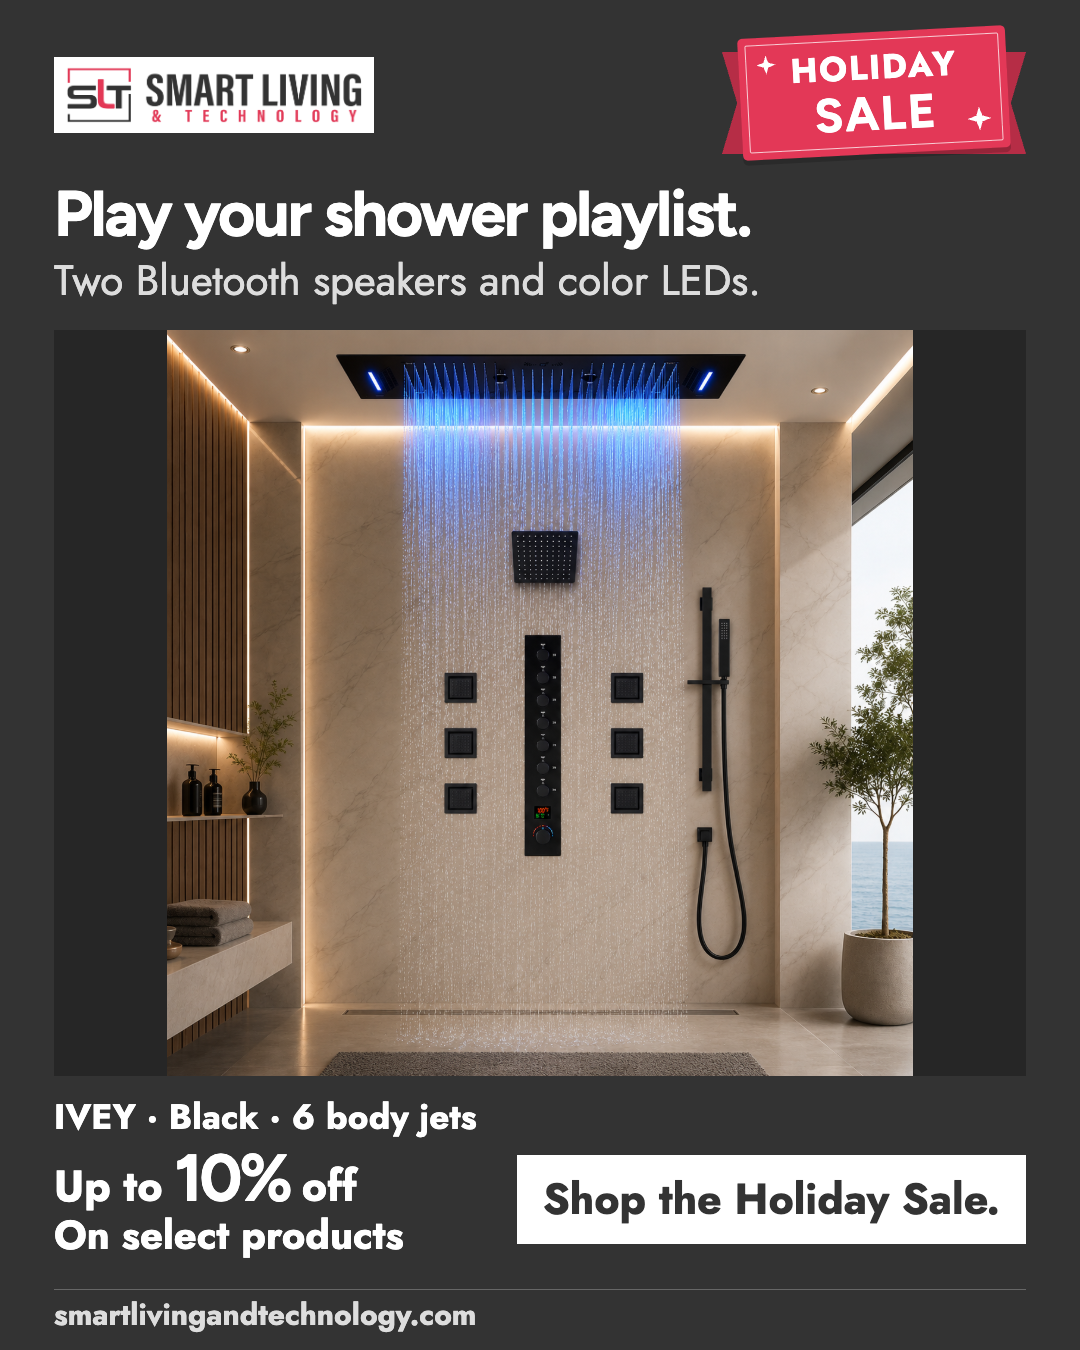 SLT SMART LIVING
& TECHNOLOGY
HOLIDAY
SALE
Play your shower playlist.
Two Bluetooth speakers and color LEDs.
IVEY · Black · 6 body jets
Up to 10% off
On select products
Shop the Holiday Sale.
smartlivingandtechnology.com